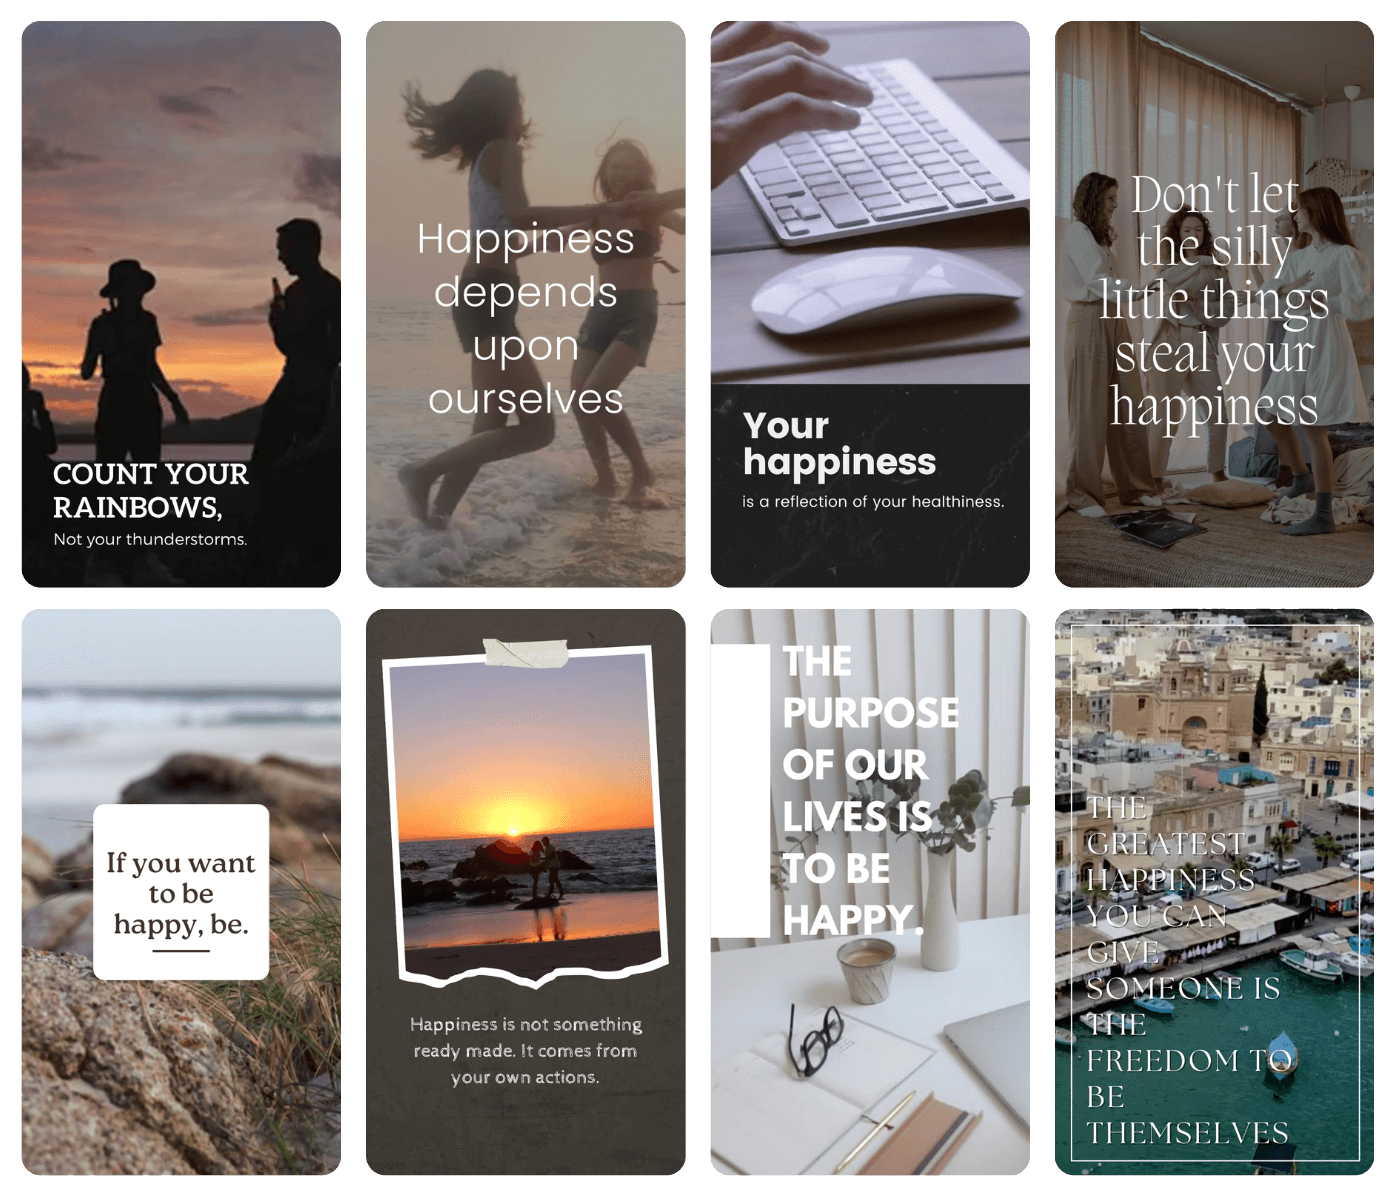 COUNT YOUR
RAINBOWS,
Not your thunderstorms.
Happiness
depends
upon
ourselves
Your
happiness
is a reflection of your healthiness.
Don't let
the silly
little things
steal your
happiness
If you want
to be
happy, be.
Happiness is not something
ready made. It comes from
your own actions.
THE
PURPOSE
OF OUR
LIVES IS
TO BE
HAPPY.
THE
GREATEST
HAPPINESS
YOU CAN
GIVE
SOMEONE IS
THE
FREEDOM TO
BE
THEMSELVES